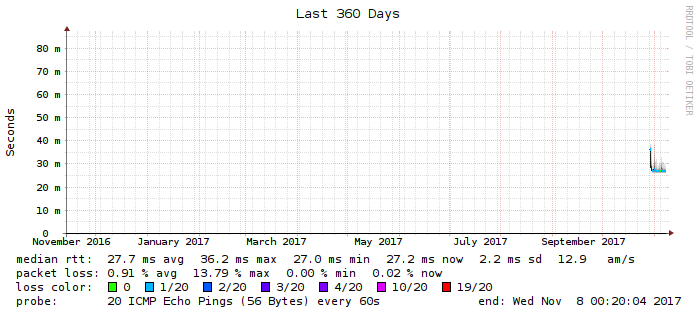 Last 360 Days
RRDTOOL / TOBI OETIKER
Seconds
80 m
70 m
60 m
50 m
40 m
30 m
20 m
10 m
0
November 2016 January 2017 March 2017 May 2017 July 2017 September 2017
median rtt: 27.7 ms avg 36.2 ms max 27.0 ms min 27.2 ms now 2.2 ms sd 12.9 am/s
packet loss: 0.91 % avg 13.79 % max 0.00 % min 0.02 % now
loss color: 0 1/20 2/20 3/20 4/20 10/20 19/20
probe: 20 ICMP Echo Pings (56 Bytes) every 60s end: Wed Nov 8 00:20:04 2017